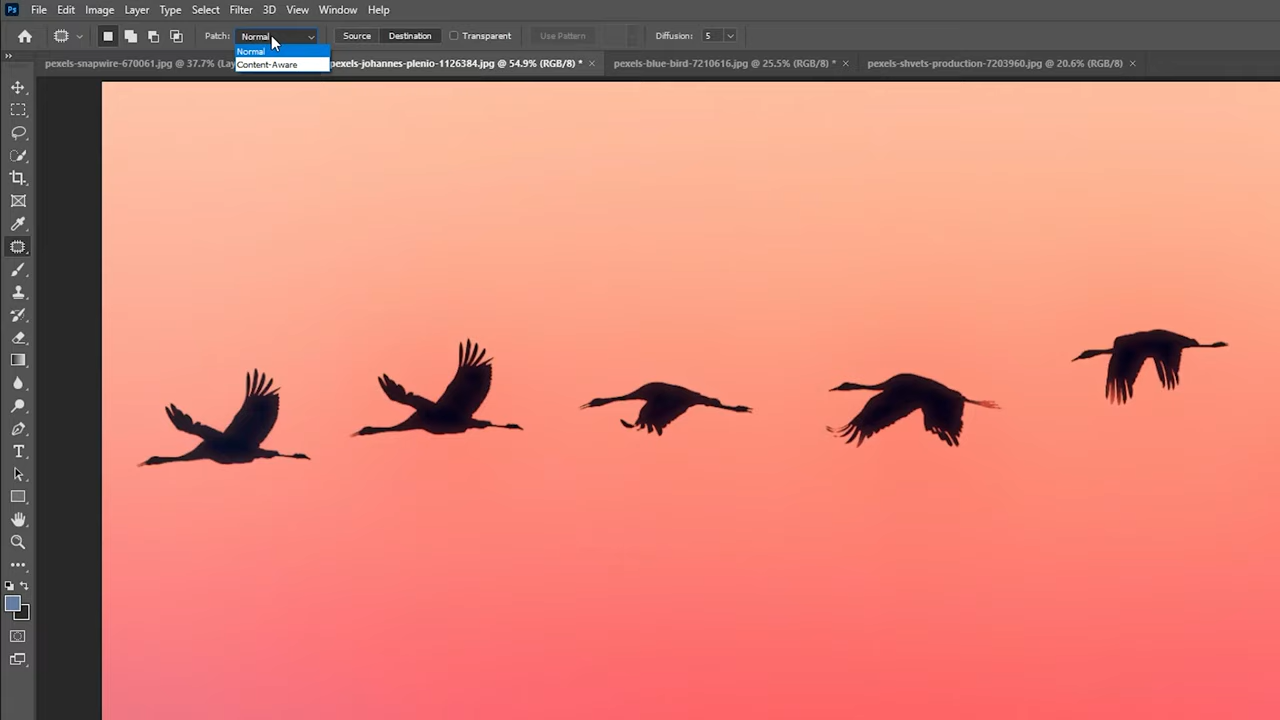 Ps File Edit Image Layer Type Select Filter 3D View Window Help
Patch: Normal Source Destination Transparent Use Pattern Diffusion: 5
Normal
Content-Aware
pexels-snapwire-670061.jpg @ 37.7% (La pexels-johannes-plenio-1126384.jpg @ 54.9% (RGB/8) * × pexels-blue-bird-7210616.jpg @ 25.5% (RGB/8) * × pexels-shvets-production-7203960.jpg @ 20.6% (RGB/8) ×
T